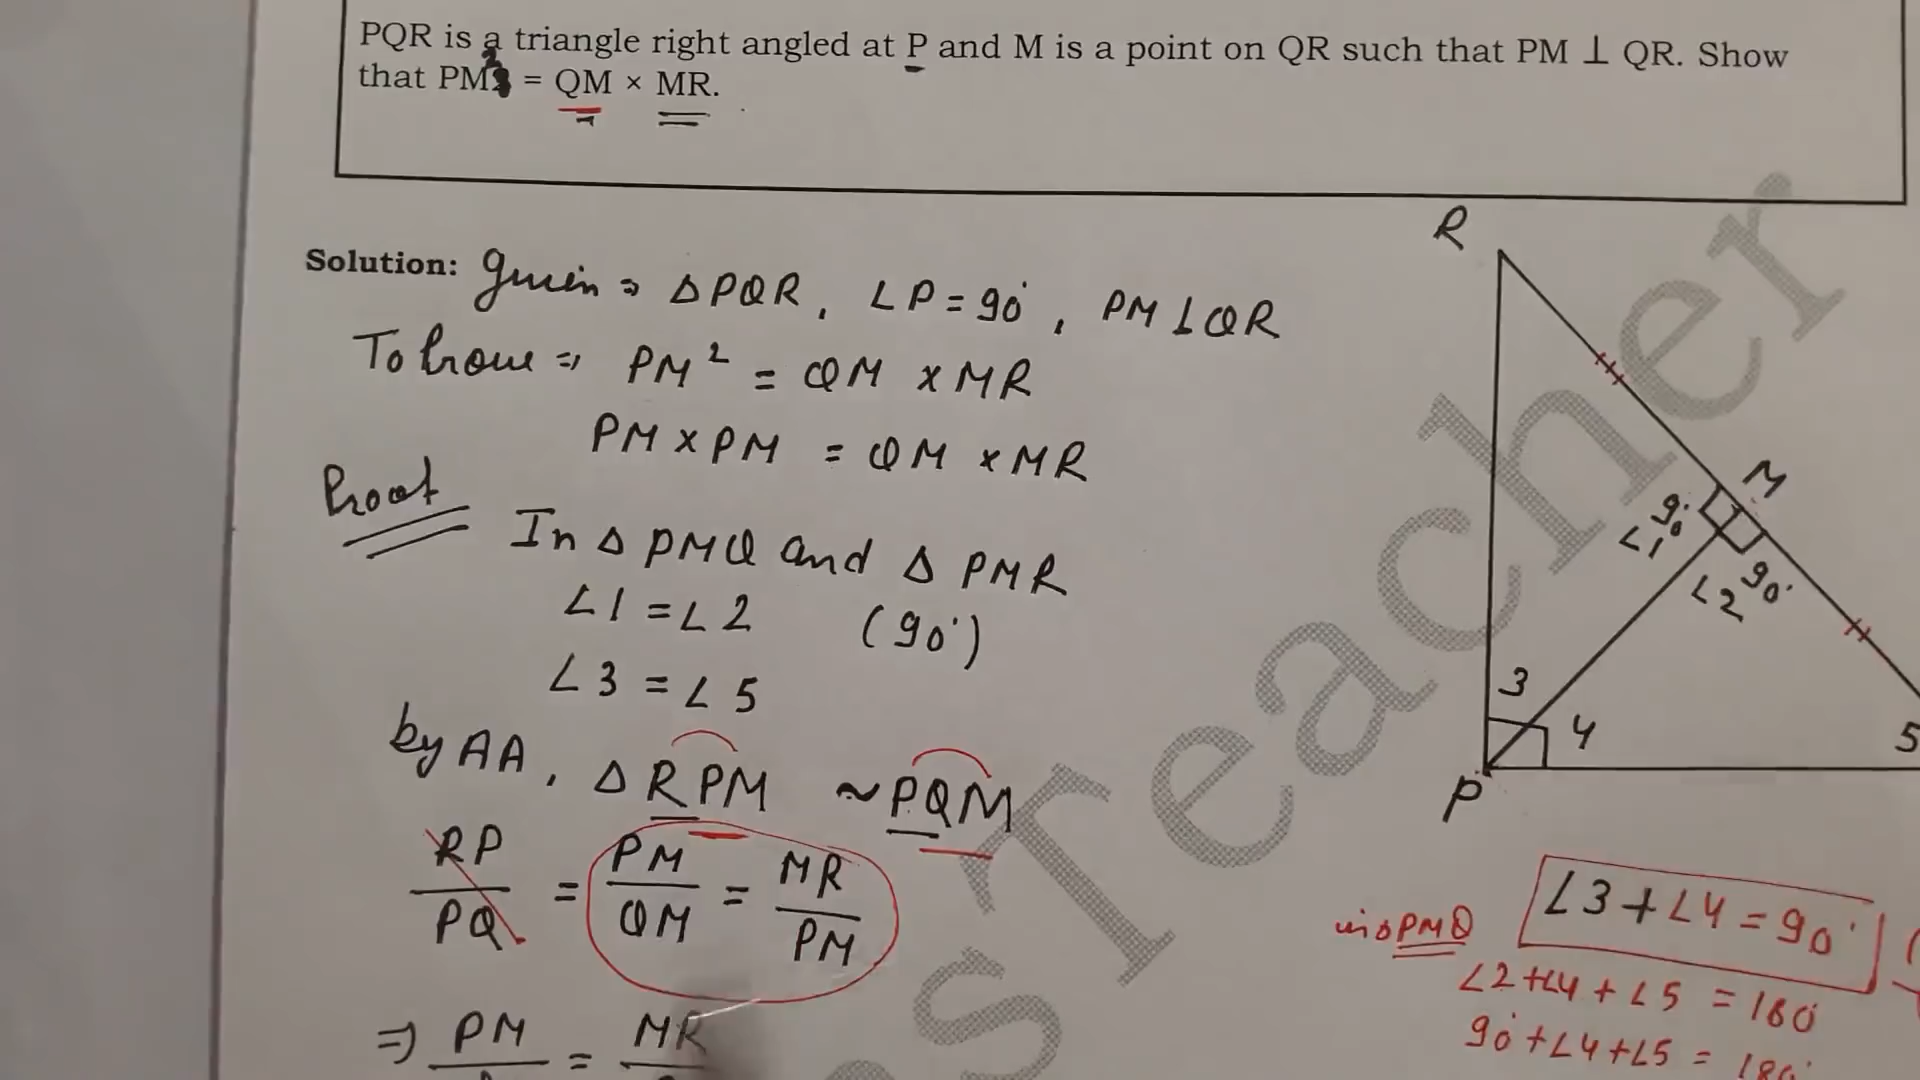 PQR is a triangle right angled at P and M is a point on QR such that PM ⊥ QR. Show
that PM² = QM × MR.
Solution: Given ⇒ △PQR, ∠P = 90°, PM ⊥ QR
To Prove ⇒ PM² = QM × MR
PM × PM = QM × MR
Proof
In △ PMQ and △ PMR
∠1 = ∠2 (90°)
∠3 = ∠5
by AA, △ RPM ~ PQM
RP/PQ = PM/QM = MR/PM
⇒ PM = MR
R
M
90°
∠1
90°
∠2
3
4
5
P
∠3 + ∠4 = 90°
in △PMQ
∠2 + ∠4 + ∠5 = 180
90° + ∠4 + ∠5 = 180°
sTeacher